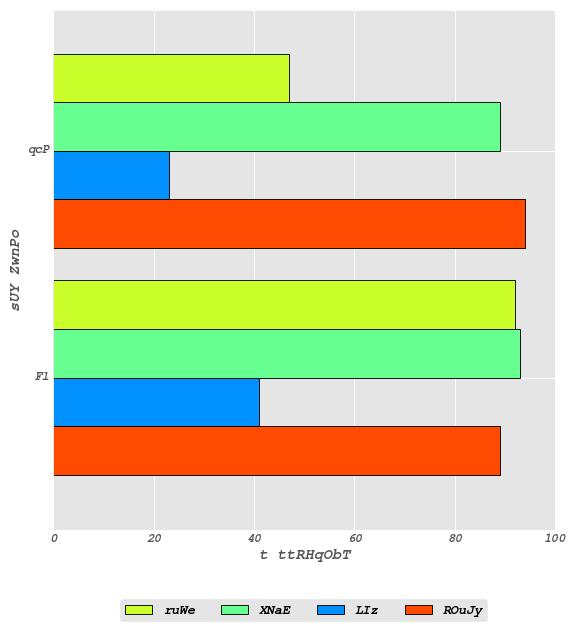 qcP
F1
sUY ZwnPo
0 20 40 60 80 100
t ttRHqObT
ruWe XNaE LIz ROuJy